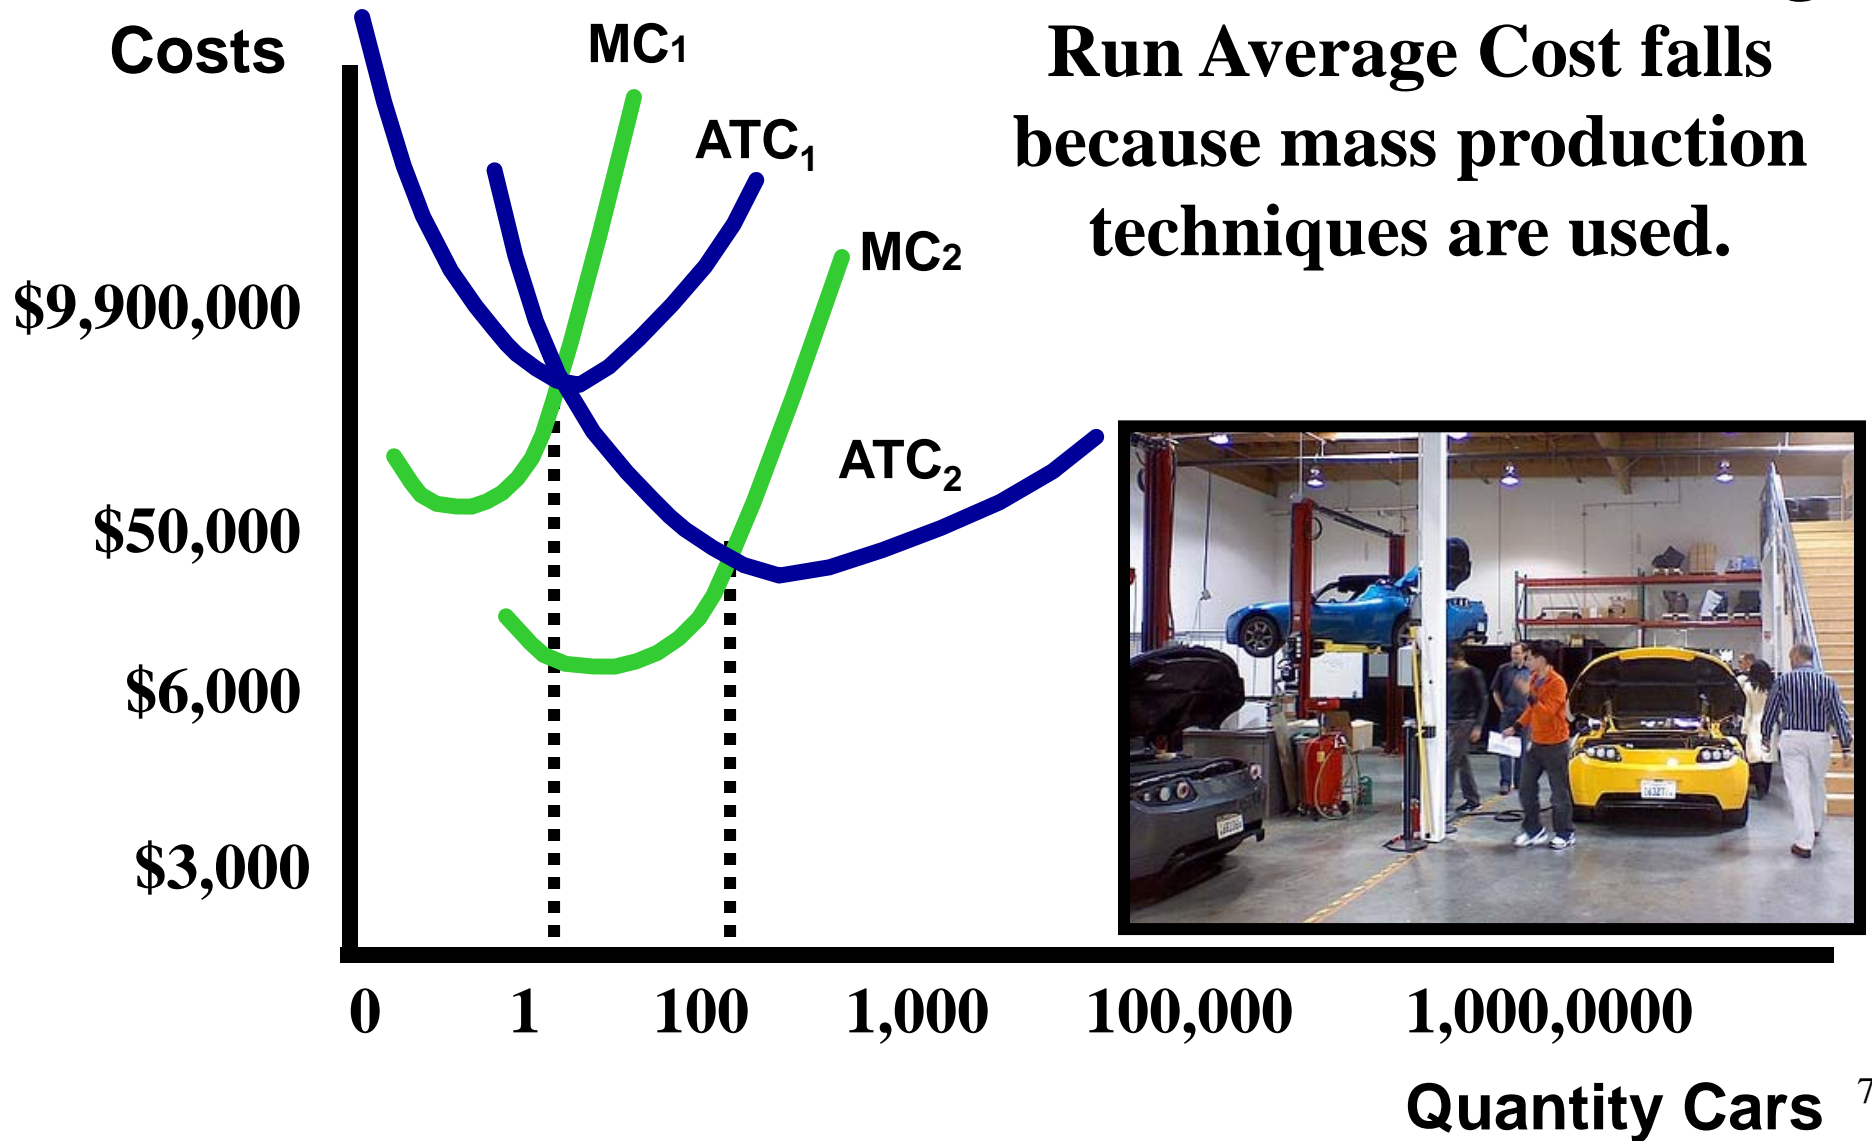 Costs
MC1
Run Average Cost falls
because mass production
techniques are used.
ATC1
MC2
$9,900,000
ATC2
$50,000
$6,000
$3,000
0 1 100 1,000 100,000 1,000,0000
Quantity Cars
7